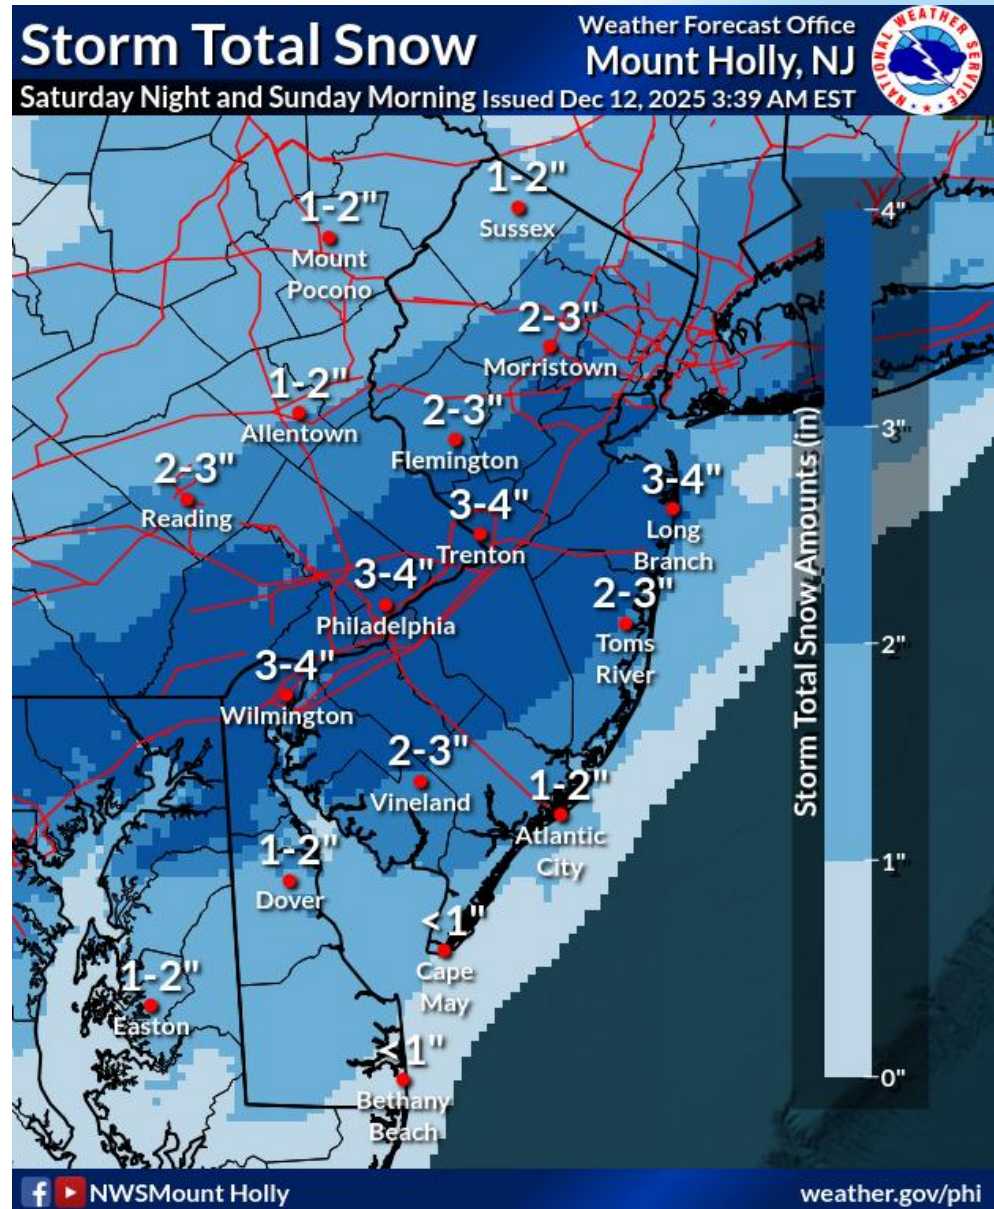 Storm Total Snow
Weather Forecast Office
Mount Holly, NJ
Saturday Night and Sunday Morning Issued Dec 12, 2025 3:39 AM EST
NATIONAL WEATHER SERVICE
1-2"
Sussex
1-2"
Mount
Pocono
2-3"
Morristown
1-2"
Allentown
2-3"
Flemington
2-3"
Reading
3-4"
Trenton
3-4"
Long
Branch
3-4"
Philadelphia
2-3"
Toms
River
3-4"
Wilmington
2-3"
Vineland
1-2"
Atlantic
City
1-2"
Dover
<1"
Cape
May
1-2"
Easton
<1"
Bethany
Beach
Storm Total Snow Amounts (in)
4"
3"
2"
1"
0"
NWSMount Holly
weather.gov/phi